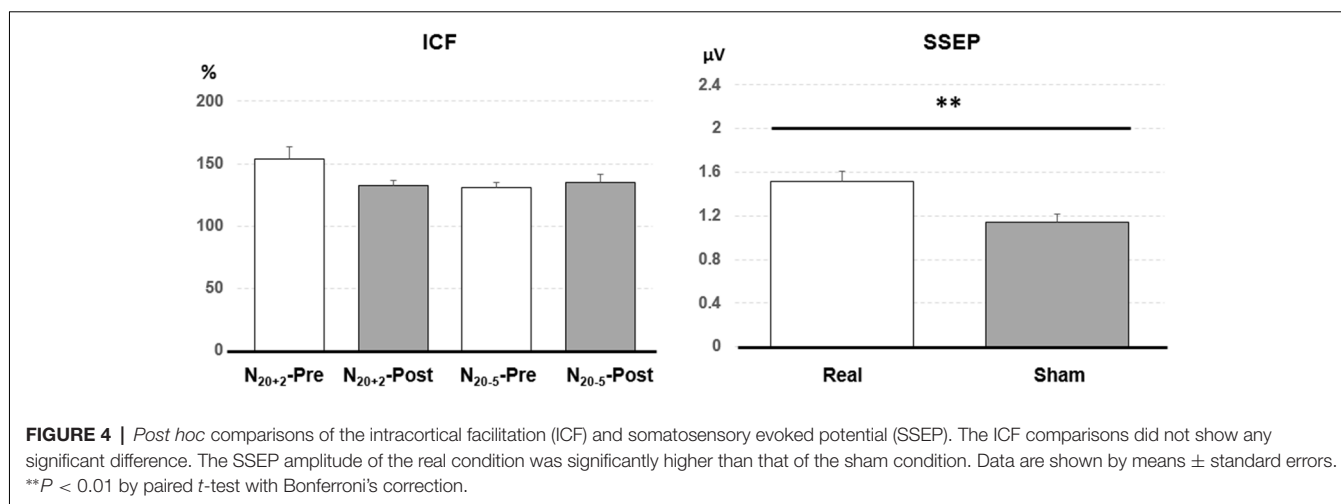 ICF
%
200
150
100
50
0
N20+2-Pre N20+2-Post N20-5-Pre N20-5-Post
SSEP
µV
2.4
**
2
1.6
1.2
0.8
0.4
0
Real Sham
FIGURE 4 | Post hoc comparisons of the intracortical facilitation (ICF) and somatosensory evoked potential (SSEP). The ICF comparisons did not show any
significant difference. The SSEP amplitude of the real condition was significantly higher than that of the sham condition. Data are shown by means ± standard errors.
**P < 0.01 by paired t-test with Bonferroni's correction.